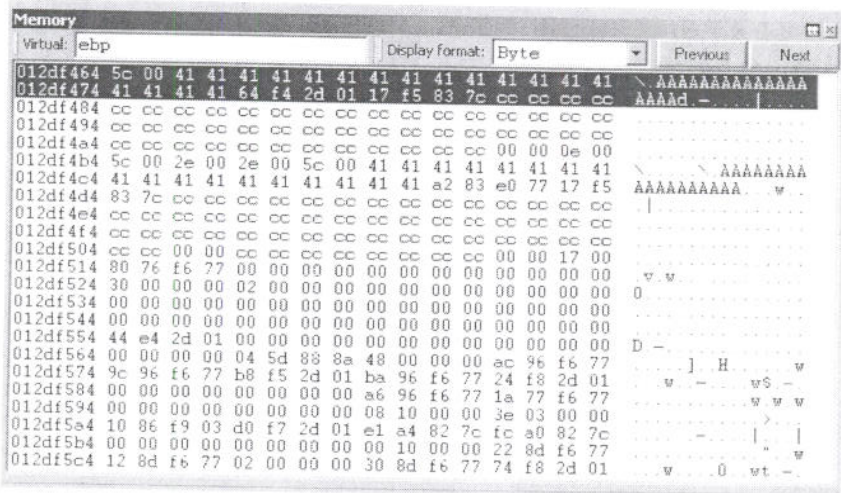 Memory
Virtual: ebp Display format: Byte Previous Next
012df464 5c 00 41 41 41 41 41 41 41 41 41 41 41 41 41 41 \.AAAAAAAAAAAAAA
012df474 41 41 41 41 64 f4 2d 01 17 f5 83 7c cc cc cc cc AAAAd.-....|....
012df484 cc cc cc cc cc cc cc cc cc cc cc cc cc cc cc cc ................
012df494 cc cc cc cc cc cc cc cc cc cc cc cc cc cc cc cc ................
012df4a4 cc cc cc cc cc cc cc cc cc cc cc cc 00 00 0e 00 ................
012df4b4 5c 00 2e 00 2e 00 5c 00 41 41 41 41 41 41 41 41 \.....\.AAAAAAAA
012df4c4 41 41 41 41 41 41 41 41 41 41 a2 83 e0 77 17 f5 AAAAAAAAAA...w..
012df4d4 83 7c cc cc cc cc cc cc cc cc cc cc cc cc cc cc .|..............
012df4e4 cc cc cc cc cc cc cc cc cc cc cc cc cc cc cc cc ................
012df4f4 cc cc cc cc cc cc cc cc cc cc cc cc cc cc cc cc ................
012df504 cc cc 00 00 cc cc cc cc cc cc cc cc 00 00 17 00 ................
012df514 80 76 f6 77 00 00 00 00 00 00 00 00 00 00 00 00 .v.w............
012df524 30 00 00 00 02 00 00 00 00 00 00 00 00 00 00 00 0...............
012df534 00 00 00 00 00 00 00 00 00 00 00 00 00 00 00 00 ................
012df544 00 00 00 00 00 00 00 00 00 00 00 00 00 00 00 00 ................
012df554 44 e4 2d 01 00 00 00 00 00 00 00 00 00 00 00 00 D.-.............
012df564 00 00 00 00 04 5d 88 8a 48 00 00 00 ac 96 f6 77 .....]..H......w
012df574 9c 96 f6 77 b8 f5 2d 01 ba 96 f6 77 24 f8 2d 01 ...w..-....w$.-.
012df584 00 00 00 00 00 00 00 00 a6 96 f6 77 1a 77 f6 77 ...........w.w.w
012df594 00 00 00 00 00 00 00 00 08 10 00 00 3e 03 00 00 ............>...
012df5a4 10 86 f9 03 d0 f7 2d 01 e1 a4 82 7c fc a0 82 7c ......-....|...|
012df5b4 00 00 00 00 00 00 00 00 00 10 00 00 22 8d f6 77 ............"..w
012df5c4 12 8d f6 77 02 00 00 00 30 8d f6 77 74 f8 2d 01 ...w....0..wt.-.